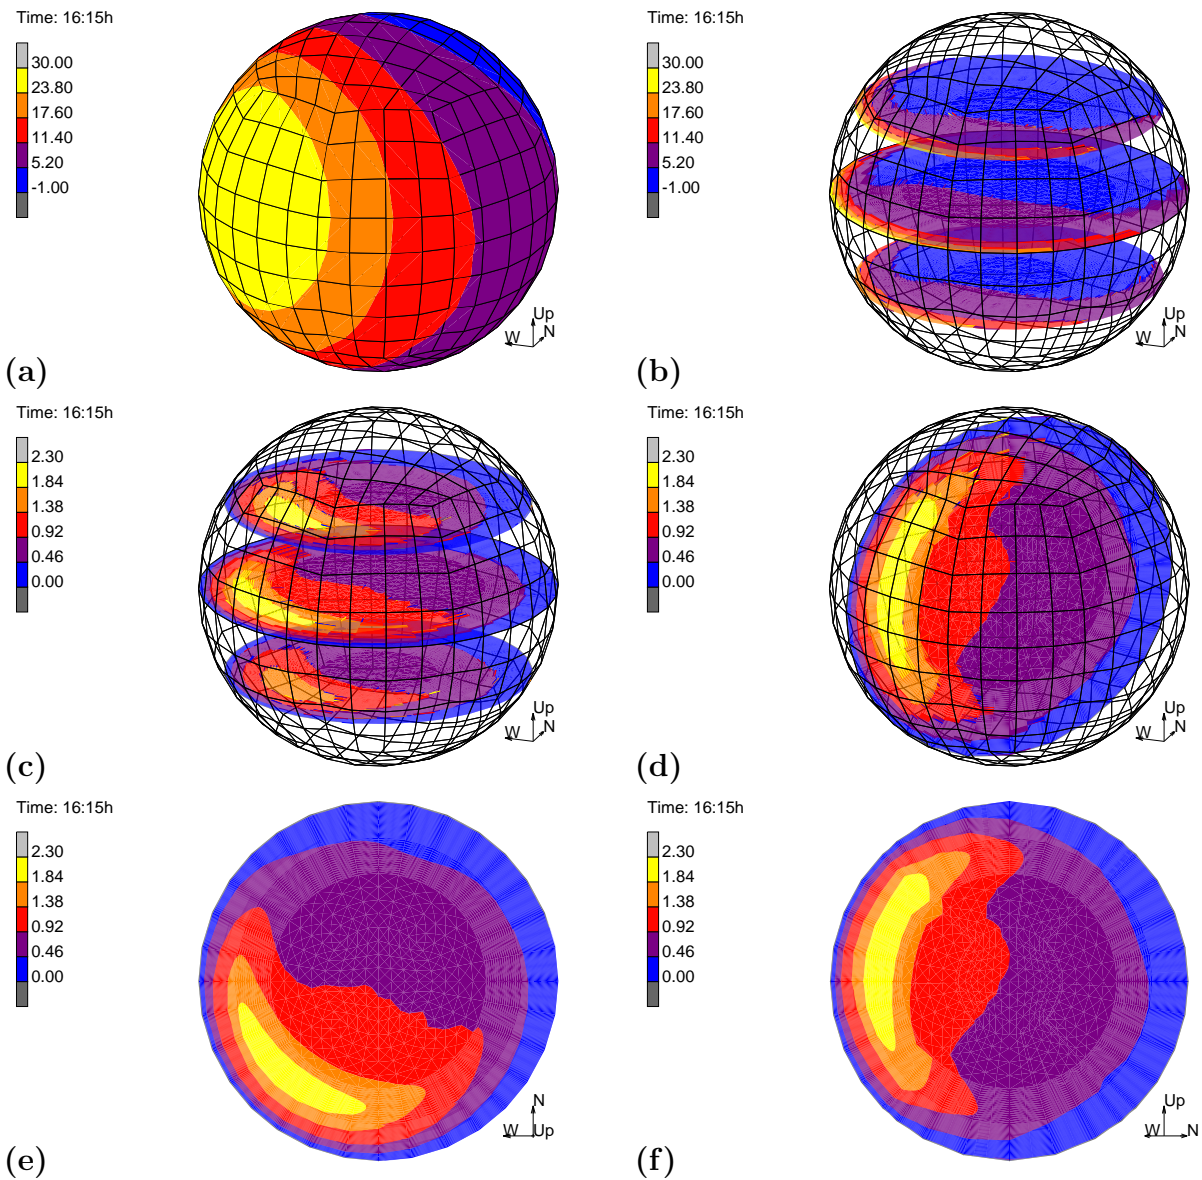 Time: 16:15h
30.00
23.80
17.60
11.40
5.20
-1.00
Up
W
N
(a)
Time: 16:15h
30.00
23.80
17.60
11.40
5.20
-1.00
Up
W
N
(b)
Time: 16:15h
2.30
1.84
1.38
0.92
0.46
0.00
Up
W
N
(c)
Time: 16:15h
2.30
1.84
1.38
0.92
0.46
0.00
Up
W
N
(d)
Time: 16:15h
2.30
1.84
1.38
0.92
0.46
0.00
N
W Up
(e)
Time: 16:15h
2.30
1.84
1.38
0.92
0.46
0.00
Up
W N
(f)